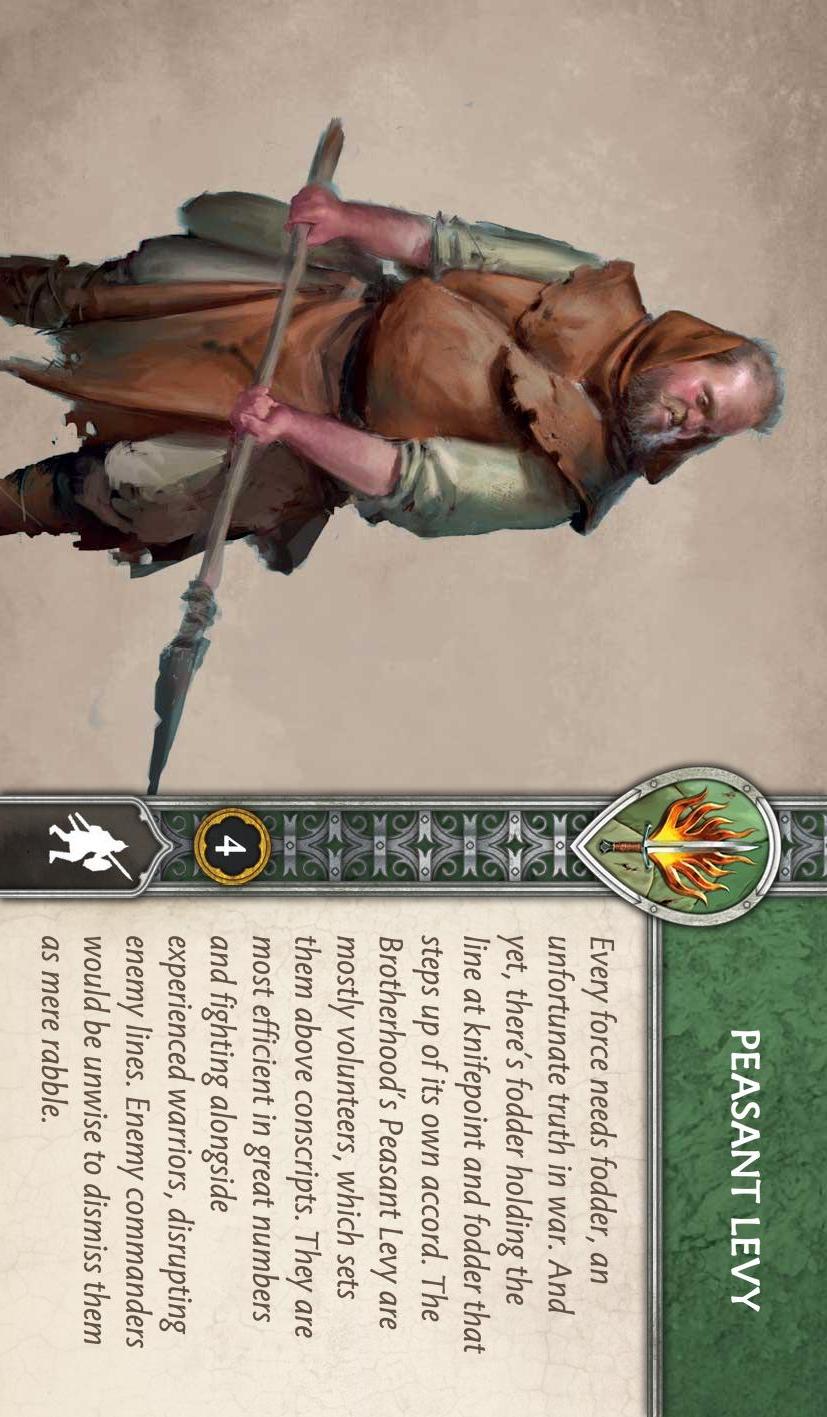 PEASANT LEVY
Every force needs fodder, an
unfortunate truth in war. And
yet, there's fodder holding the
line at knifepoint and fodder that
steps up of its own accord. The
Brotherhood's Peasant Levy are
mostly volunteers, which sets
them above conscripts. They are
most efficient in great numbers
and fighting alongside
experienced warriors, disrupting
enemy lines. Enemy commanders
would be unwise to dismiss them
as mere rabble.
4